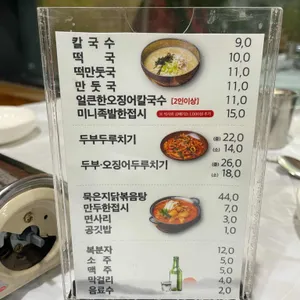 칼국수 9,0
떡국 10,0
떡만둣국 11,0
만둣국 11,0
얼큰한오징어칼국수 [2인이상] 11,0
미니족발한접시 15,0
두부두루치기 (중) 22,0
(소) 14,0
두부·오징어두루치기 (중) 26,0
(소) 18,0
묵은지닭볶음탕 44,0
만두한접시 7,0
면사리 3,0
공깃밥 1,0
복분자 12,0
소주 5,0
맥주 5,0
막걸리 4,0
음료수 2,0